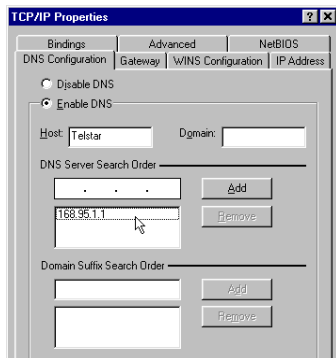 TCP/IP Properties
Bindings Advanced NetBIOS
DNS Configuration Gateway WINS Configuration IP Address
Disable DNS
Enable DNS
Host: Telstar Domain:
DNS Server Search Order
. . . Add
168.95.1.1 Remove
Domain Suffix Search Order
Add
Remove